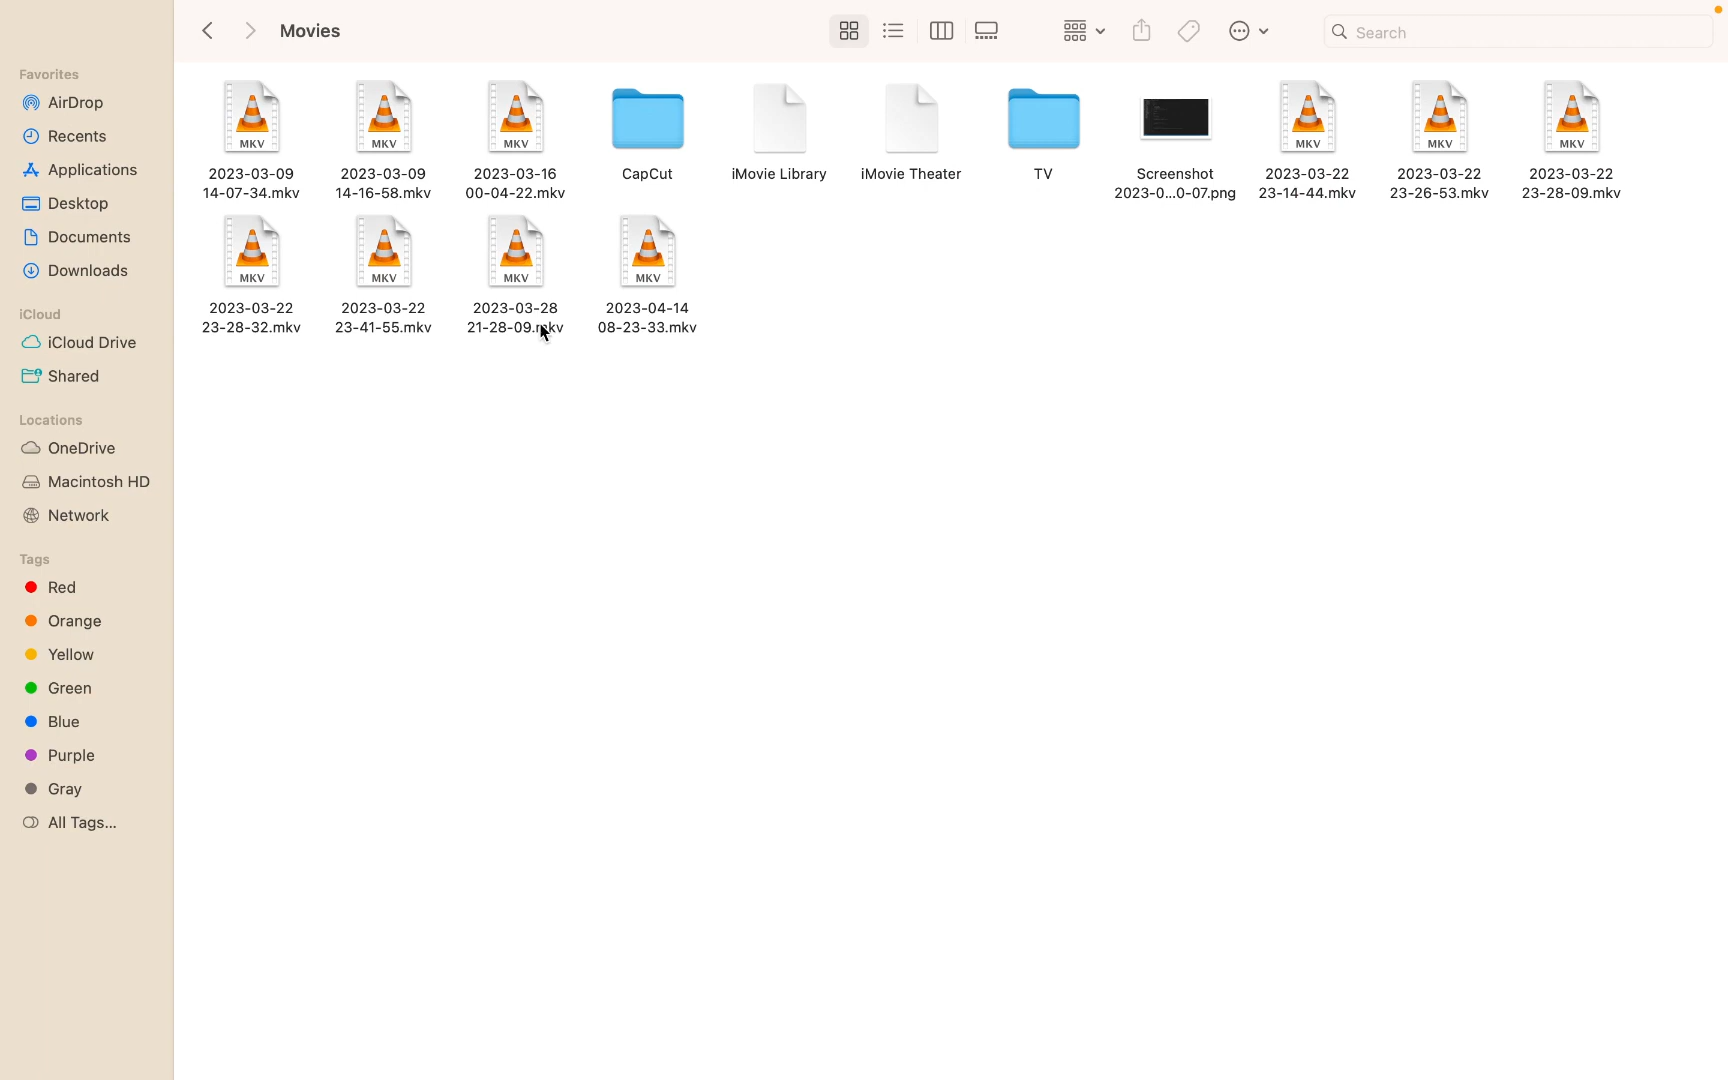 Movies
Search
Favorites
AirDrop
Recents
Applications
Desktop
Documents
Downloads
iCloud
iCloud Drive
Shared
Locations
OneDrive
Macintosh HD
Network
Tags
Red
Orange
Yellow
Green
Blue
Purple
Gray
All Tags...
MKV
2023-03-09
14-07-34.mkv
MKV
2023-03-09
14-16-58.mkv
MKV
2023-03-16
00-04-22.mkv
CapCut
iMovie Library
iMovie Theater
TV
Screenshot
2023-0...0-07.png
MKV
2023-03-22
23-14-44.mkv
MKV
2023-03-22
23-26-53.mkv
MKV
2023-03-22
23-28-09.mkv
MKV
2023-03-22
23-28-32.mkv
MKV
2023-03-22
23-41-55.mkv
MKV
2023-03-28
21-28-09.mkv
MKV
2023-04-14
08-23-33.mkv